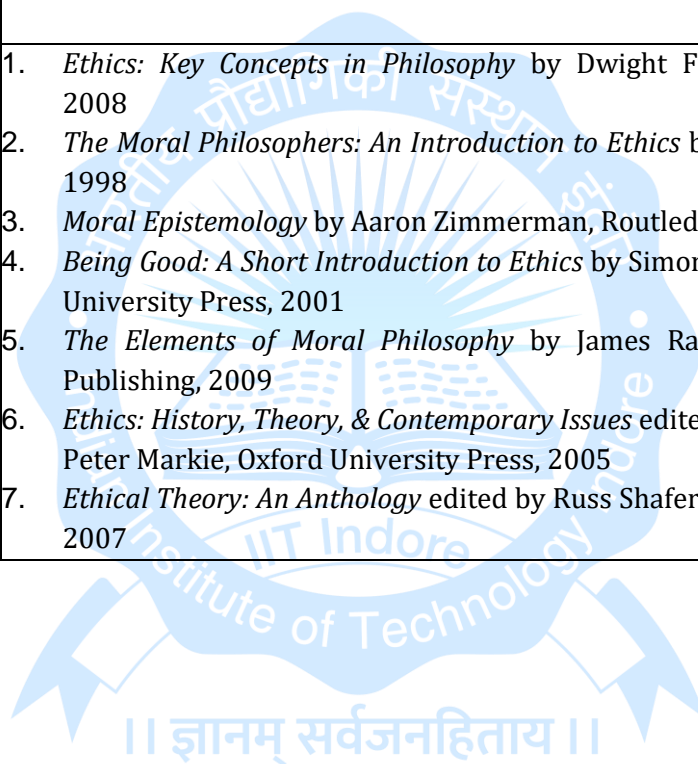 1. Ethics: Key Concepts in Philosophy by Dwight F
2008
2. The Moral Philosophers: An Introduction to Ethics b
1998
3. Moral Epistemology by Aaron Zimmerman, Routled
4. Being Good: A Short Introduction to Ethics by Simon
University Press, 2001
5. The Elements of Moral Philosophy by James Ra
Publishing, 2009
6. Ethics: History, Theory, & Contemporary Issues edite
Peter Markie, Oxford University Press, 2005
7. Ethical Theory: An Anthology edited by Russ Shafer
2007
भारतीय प्रौद्योगिकी संस्थान इंदौर
Indian Institute of Technology Indore
IIT Indore
।। ज्ञानम् सर्वजनहिताय ।।